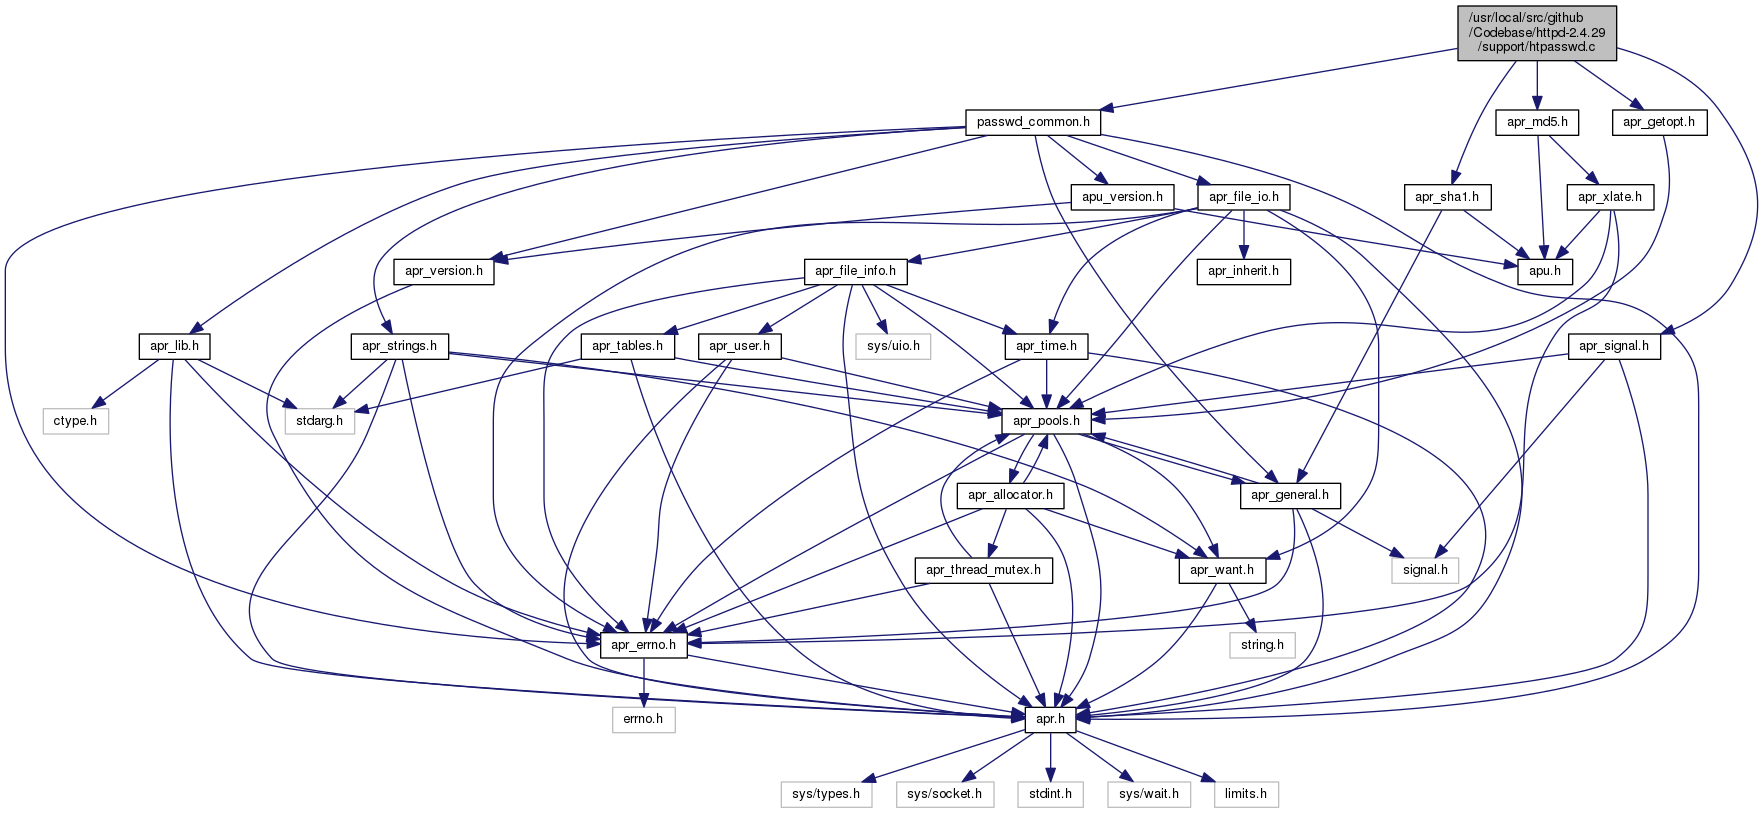 /usr/local/src/github
/Codebase/httpd-2.4.29
/support/htpasswd.c
passwd_common.h
apr_md5.h
apr_getopt.h
apu_version.h
apr_file_io.h
apr_sha1.h
apr_xlate.h
apr_version.h
apr_file_info.h
apr_inherit.h
apu.h
apr_lib.h
apr_strings.h
apr_tables.h
apr_user.h
sys/uio.h
apr_time.h
apr_signal.h
ctype.h
stdarg.h
apr_pools.h
apr_allocator.h
apr_general.h
apr_thread_mutex.h
apr_want.h
signal.h
apr_errno.h
string.h
errno.h
apr.h
sys/types.h
sys/socket.h
stdint.h
sys/wait.h
limits.h